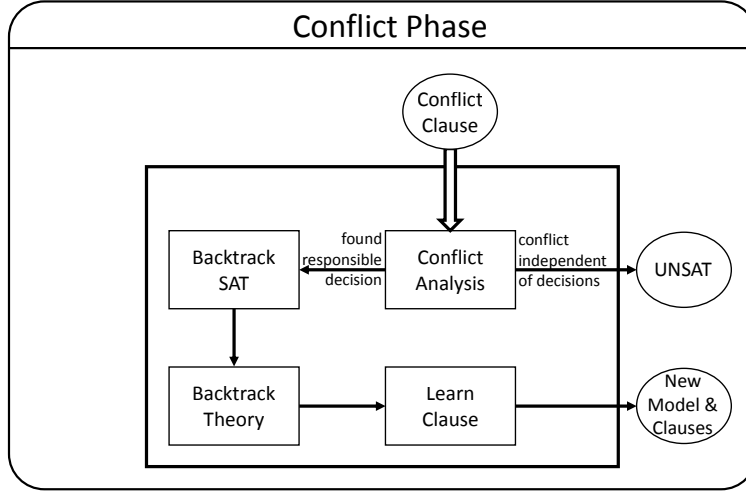 Conflict Phase
Conflict
Clause
found
responsible
decision
Conflict
Analysis
conflict
independent
of decisions
Backtrack
SAT
UNSAT
Backtrack
Theory
Learn
Clause
New
Model &
Clauses